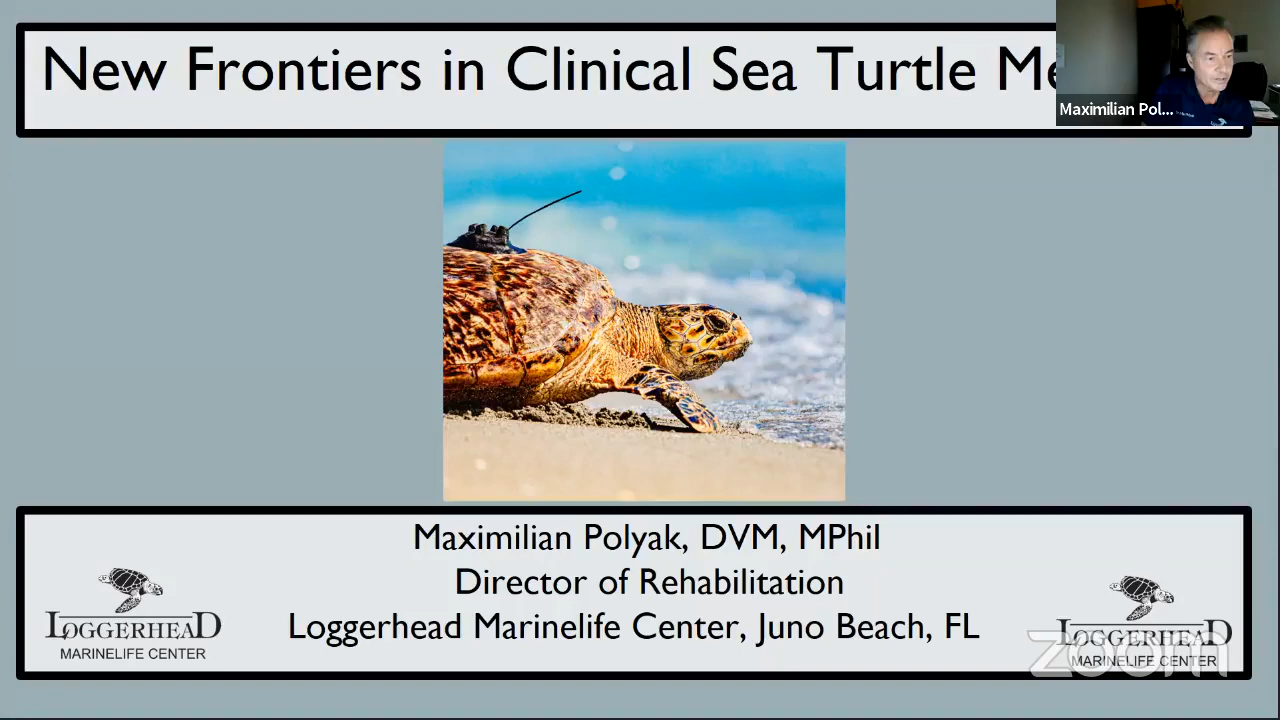 New Frontiers in Clinical Sea Turtle Me
Maximilian Pol...
Maximilian Polyak, DVM, MPhil
Director of Rehabilitation
Loggerhead Marinelife Center, Juno Beach, FL
LOGGERHEAD
MARINELIFE CENTER
LOGGERHEAD
MARINELIFE CENTER
zoom